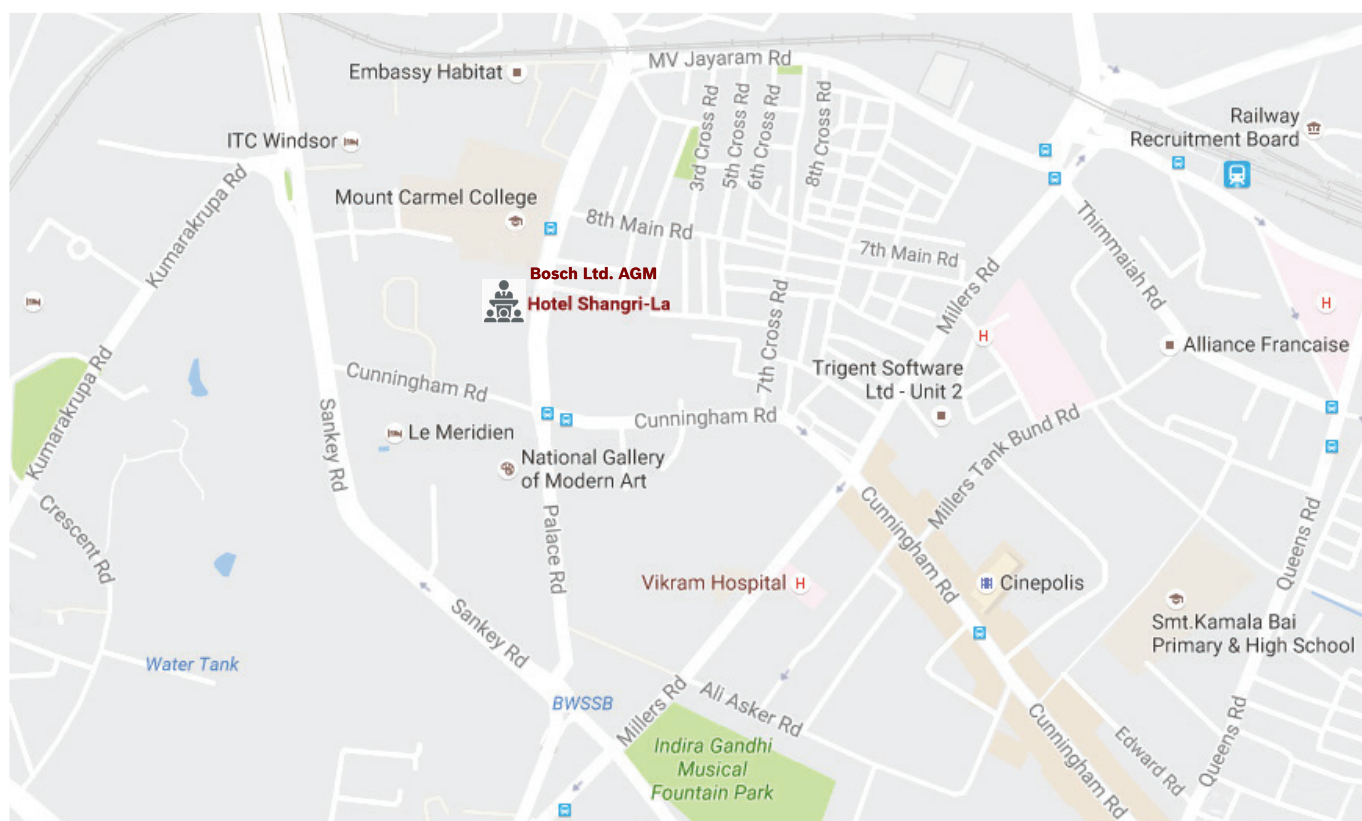 MV Jayaram Rd
Embassy Habitat
Railway
Recruitment Board
ITC Windsor
3rd Cross Rd
5th Cross Rd
6th Cross Rd
8th Cross Rd
Kumarakrupa Rd
Mount Carmel College
8th Main Rd
7th Main Rd
Thimmaiah Rd
Bosch Ltd. AGM
Hotel Shangri-La
Millers Rd
H
H
7th Cross Rd
Alliance Francaise
Trigent Software
Ltd - Unit 2
Kumarakrupa Rd
Cunningham Rd
Cunningham Rd
Sankey Rd
Le Meridien
National Gallery
of Modern Art
Millers Tank Bund Rd
Crescent Rd
Palace Rd
Cunningham Rd
Queens Rd
Vikram Hospital
H
Cinepolis
Sankey Rd
Smt.Kamala Bai
Primary & High School
Water Tank
BWSSB
Millers Rd
Ali Asker Rd
Cunningham Rd
Edward Rd
Queens Rd
Indira Gandhi
Musical
Fountain Park